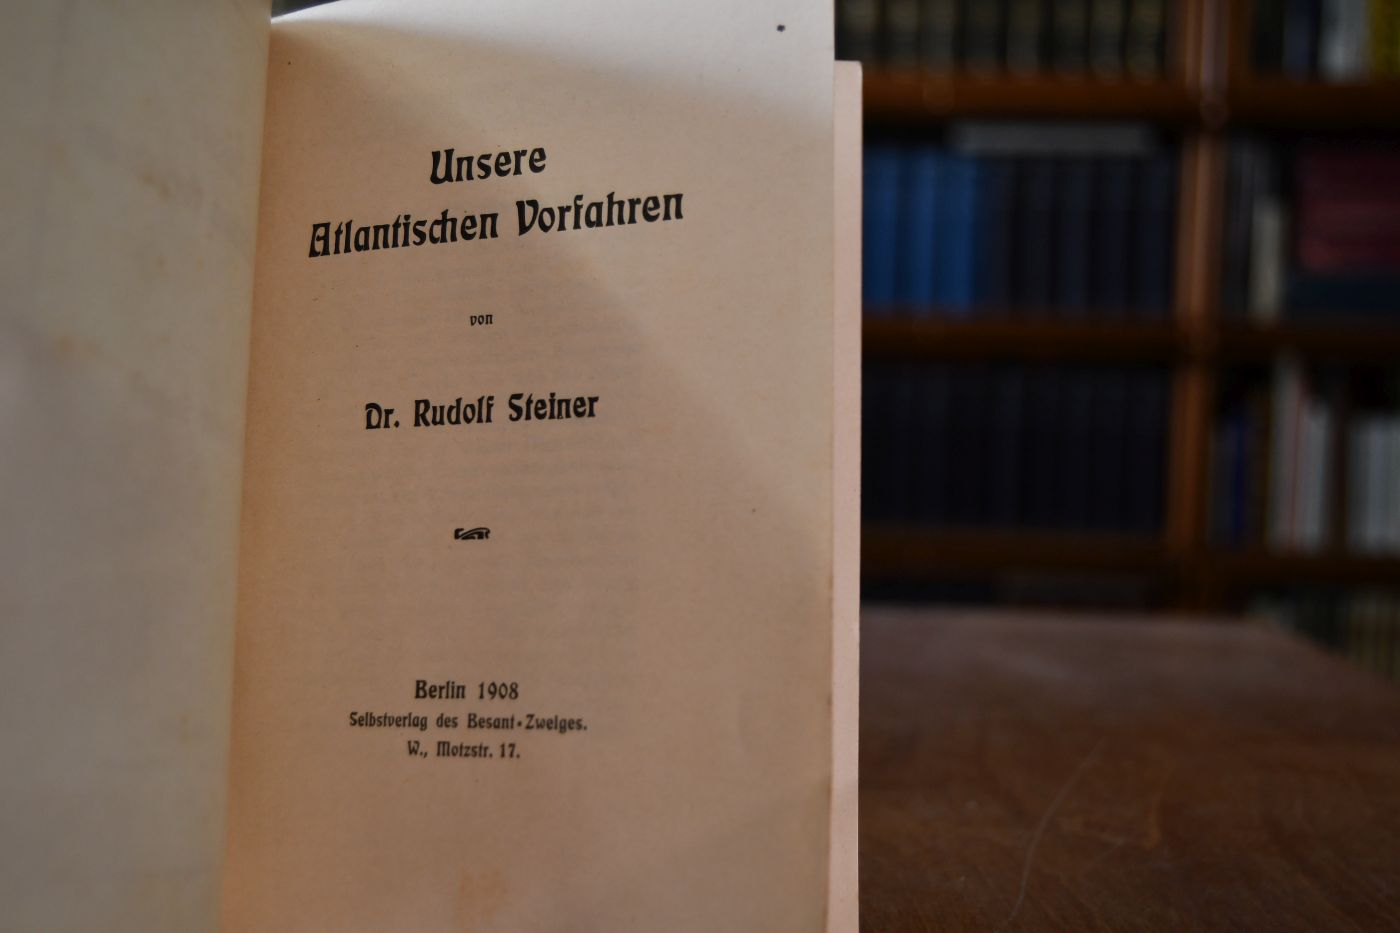 Unsere
Atlantischen Vorfahren
von
Dr. Rudolf Steiner
Berlin 1908
Selbstverlag des Besant-Zweiges.
W., Motzstr. 17.